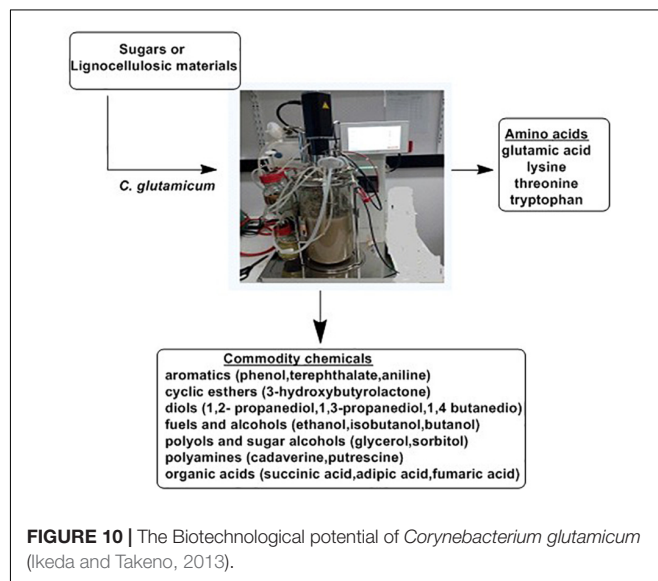 Sugars or
Lignocellulosic materials
C. glutamicum
Amino acids
glutamic acid
lysine
threonine
tryptophan
Commodity chemicals
aromatics (phenol,terephthalate,aniline)
cyclic esthers (3-hydroxybutyrolactone)
diols (1,2- propanediol,1,3-propanediol,1,4 butanedio)
fuels and alcohols (ethanol,isobutanol,butanol)
polyols and sugar alcohols (glycerol,sorbitol)
polyamines (cadaverine,putrescine)
organic acids (succinic acid,adipic acid,fumaric acid)
FIGURE 10 | The Biotechnological potential of Corynebacterium glutamicum
(Ikeda and Takeno, 2013).